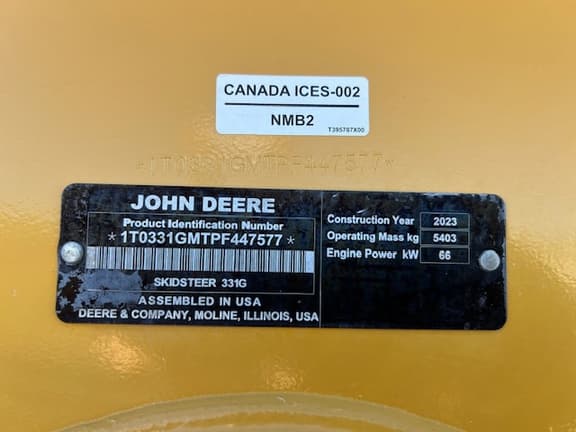 CANADA ICES-002
NMB2
T395787X00
*1T0331GMTPF447577*
JOHN DEERE
Product Identification Number
*1T0331GMTPF447577*
SKIDSTEER 331G
ASSEMBLED IN USA
DEERE & COMPANY, MOLINE, ILLINOIS, USA
Construction Year 2023
Operating Mass kg 5403
Engine Power kW 66